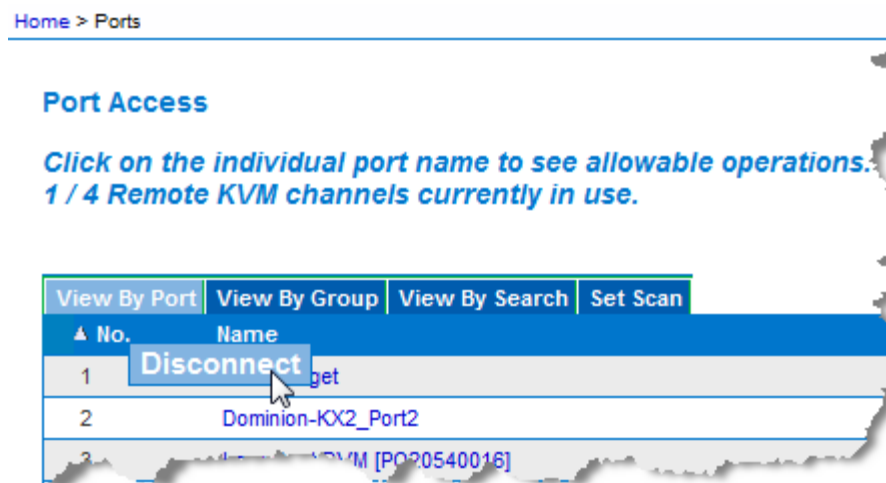 Home > Ports
Port Access
Click on the individual port name to see allowable operations.
1 / 4 Remote KVM channels currently in use.
View By Port View By Group View By Search Set Scan
▲ No. Name
1 Disconnect get
2 Dominion-KX2_Port2
3 [PQ20540016]